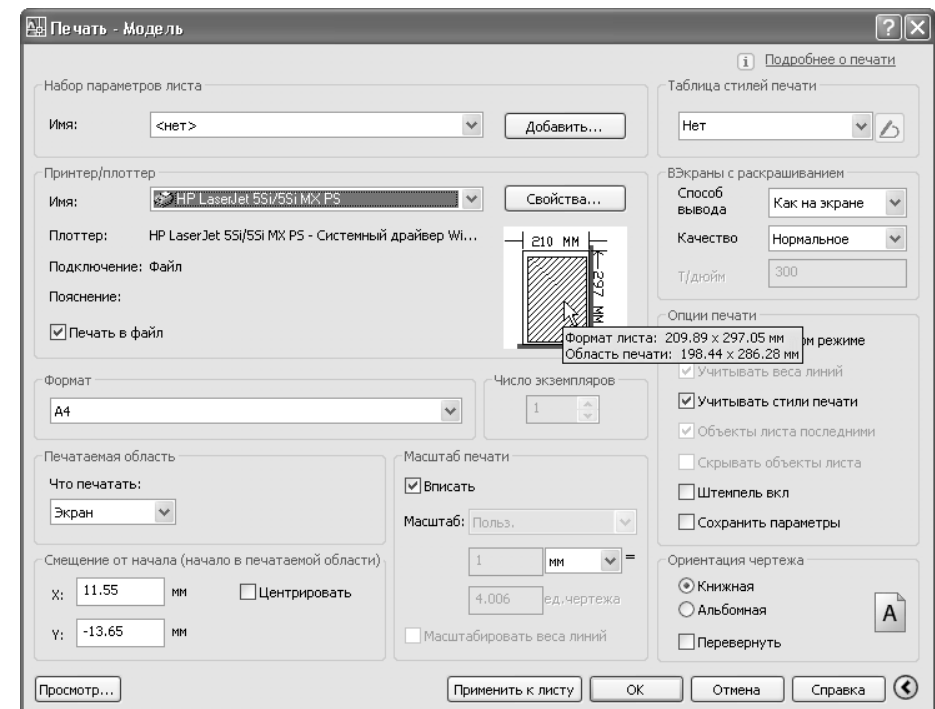 Печать - Модель
Подробнее о печати
Набор параметров листа
Имя:
<нет>
Добавить...
Таблица стилей печати
Нет
Принтер/плоттер
Имя:
HP LaserJet 5Si/5Si MX PS
Свойства...
Плоттер:
HP LaserJet 5Si/5Si MX PS - Системный драйвер Wi...
Подключение: Файл
Пояснение:
Печать в файл
210 MM
297 MM
Формат листа: 209.89 x 297.05 мм
Область печати: 198.44 x 286.28 мм
ВЭкраны с раскрашиванием
Способ
вывода
Как на экране
Качество
Нормальное
Т/дюйм
300
Формат
A4
Число экземпляров
1
Опции печати
ом режиме
Учитывать веса линий
Учитывать стили печати
Объекты листа последними
Скрывать объекты листа
Штемпель вкл
Сохранить параметры
Печатаемая область
Что печатать:
Экран
Масштаб печати
Вписать
Масштаб:
Польз.
1
мм
=
4.006
ед.чертежа
Масштабировать веса линий
Смещение от начала (начало в печатаемой области)
X:
11.55
мм
Центрировать
Y:
-13.65
мм
Ориентация чертежа
Книжная
Альбомная
Перевернуть
A
Просмотр...
Применить к листу
ОК
Отмена
Справка